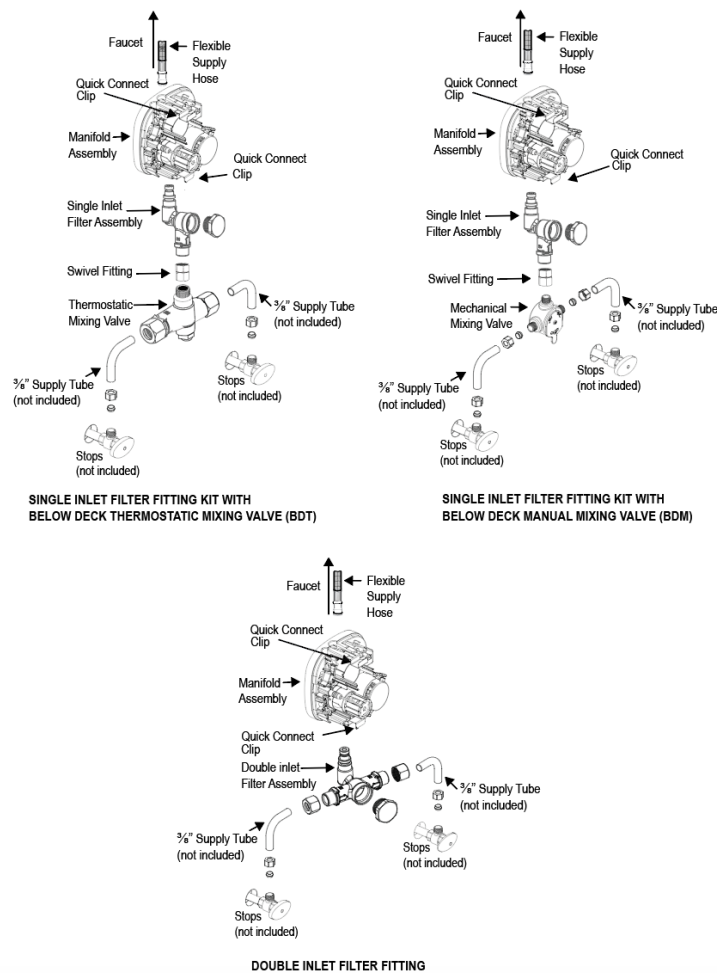 Faucet
Flexible
Supply
Hose
Quick Connect
Clip
Manifold
Assembly
Quick Connect
Clip
Single Inlet
Filter Assembly
Swivel Fitting
Thermostatic
Mixing Valve
⅜” Supply Tube
(not included)
⅜” Supply Tube
(not included)
Stops
(not included)
Stops
(not included)
SINGLE INLET FILTER FITTING KIT WITH
BELOW DECK THERMOSTATIC MIXING VALVE (BDT)
Faucet
Flexible
Supply
Hose
Quick Connect
Clip
Manifold
Assembly
Quick Connect
Clip
Single Inlet
Filter Assembly
Swivel Fitting
Mechanical
Mixing Valve
⅜” Supply Tube
(not included)
Stops
(not included)
⅜” Supply Tube
(not included)
Stops
(not included)
SINGLE INLET FILTER FITTING KIT WITH
BELOW DECK MANUAL MIXING VALVE (BDM)
Faucet
Flexible
Supply
Hose
Quick Connect
Clip
Manifold
Assembly
Quick Connect
Clip
Double inlet
Filter Assembly
⅜” Supply Tube
(not included)
⅜” Supply Tube
(not included)
Stops
(not included)
Stops
(not included)
DOUBLE INLET FILTER FITTING